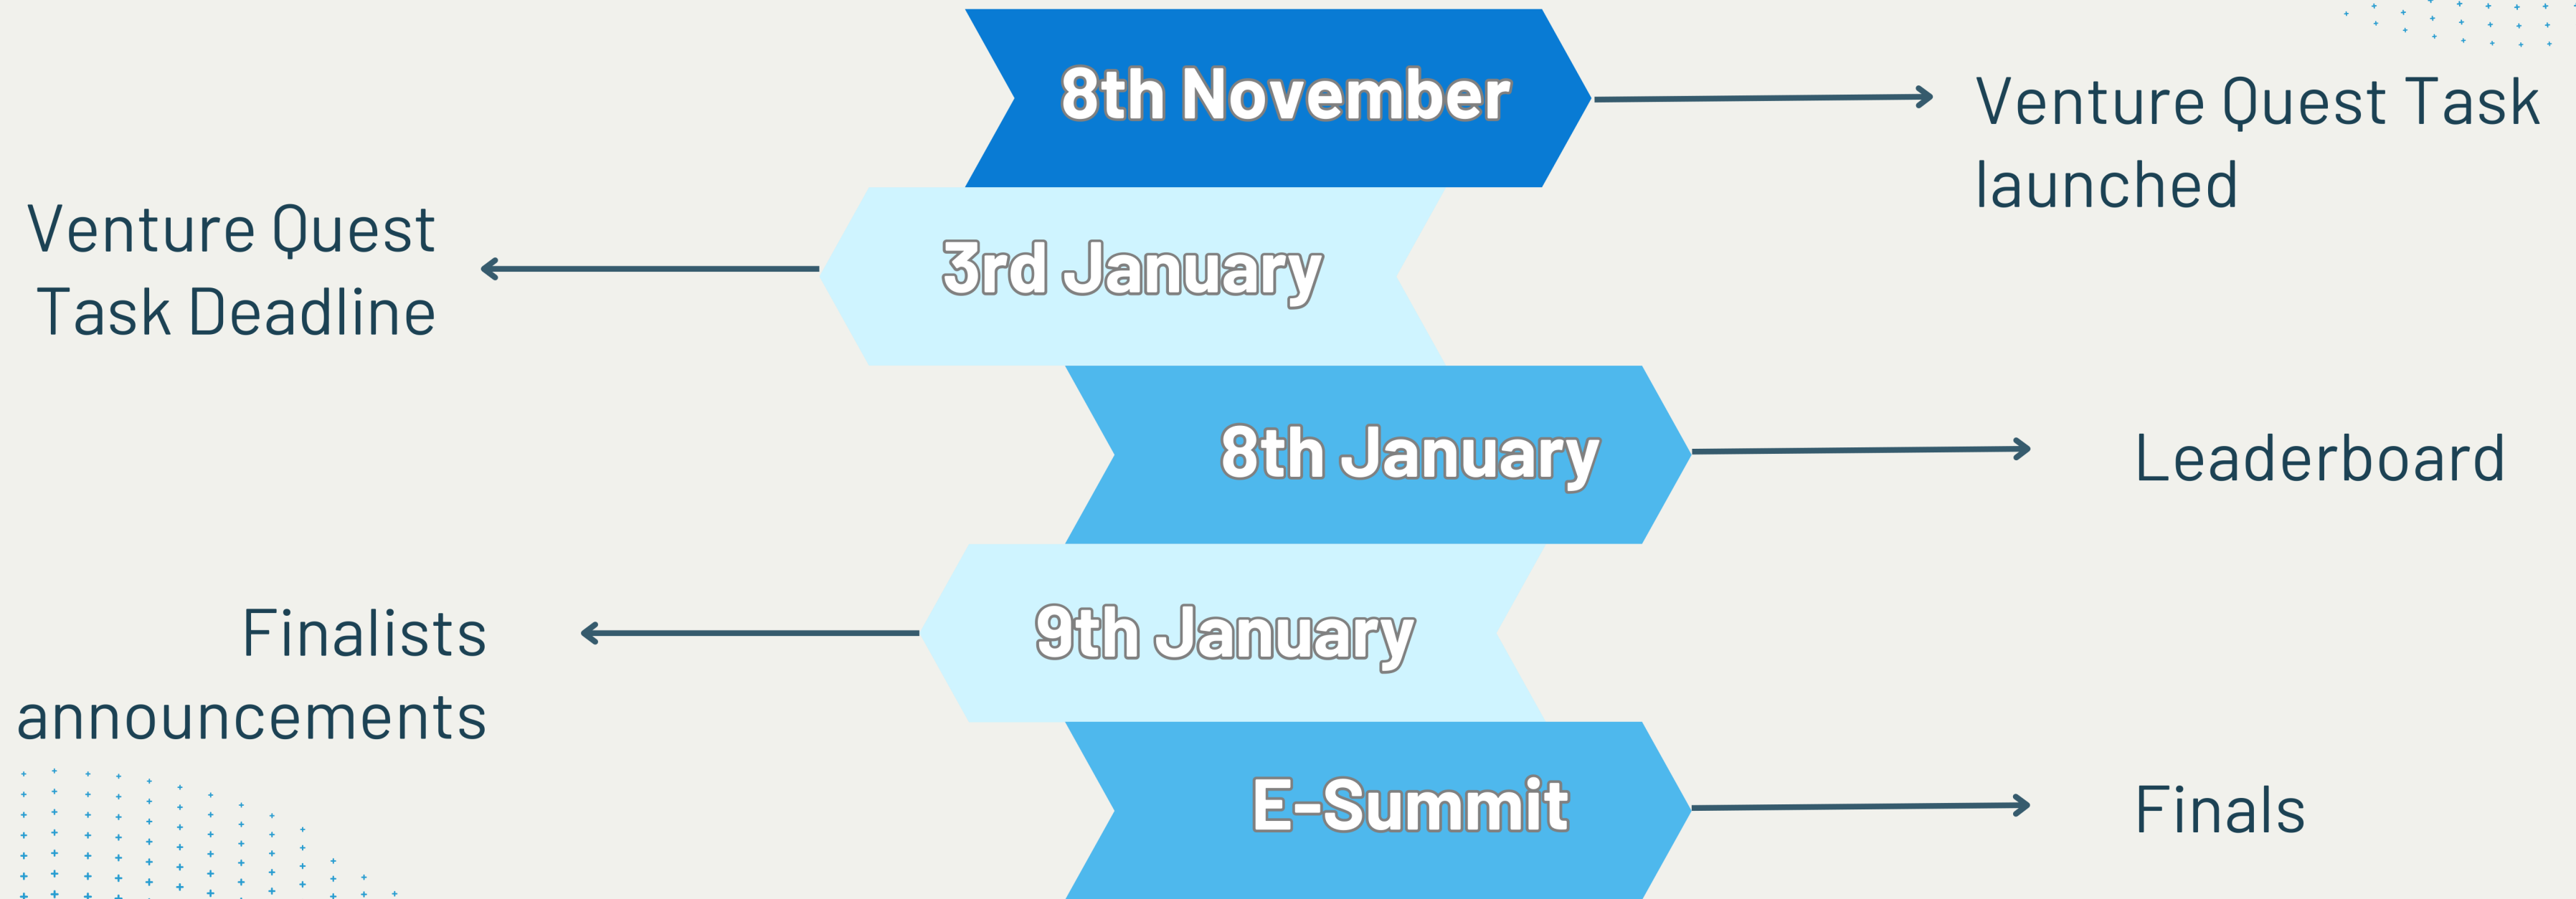 8th November
Venture Quest Task
launched
3rd January
Venture Quest
Task Deadline
8th January
Leaderboard
9th January
Finalists
announcements
E-Summit
Finals